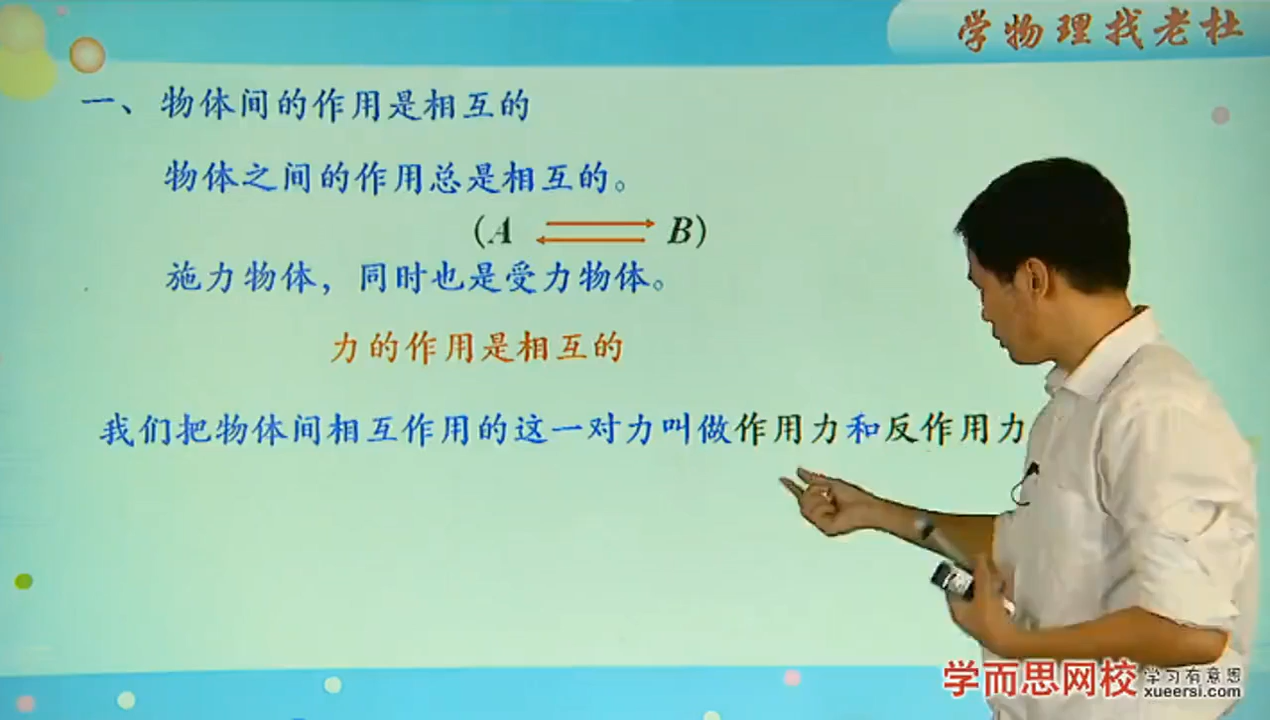 学物理找老杜
一、物体间的作用是相互的
物体之间的作用总是相互的。
(A B)
施力物体，同时也是受力物体。
力的作用是相互的
我们把物体间相互作用的这一对力叫做作用力和反作用力
学而思网校
学习有意思
xueersi.com